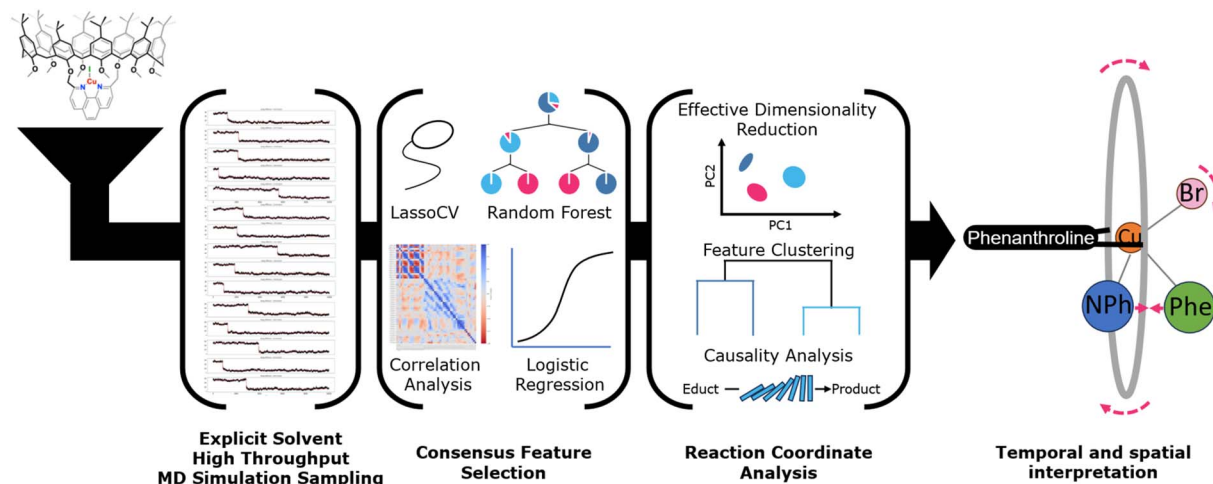 O
O
O
O
N
Cu
N
I
LassoCV
Random Forest
Correlation
Analysis
Logistic
Regression
Effective Dimensionality
Reduction
PC2
PC1
Feature Clustering
Causality Analysis
Educt
Product
Phenanthroline
Cu
Br
NPh
Phe
Explicit Solvent
High Throughput
MD Simulation Sampling
Consensus Feature
Selection
Reaction Coordinate
Analysis
Temporal and spatial
interpretation